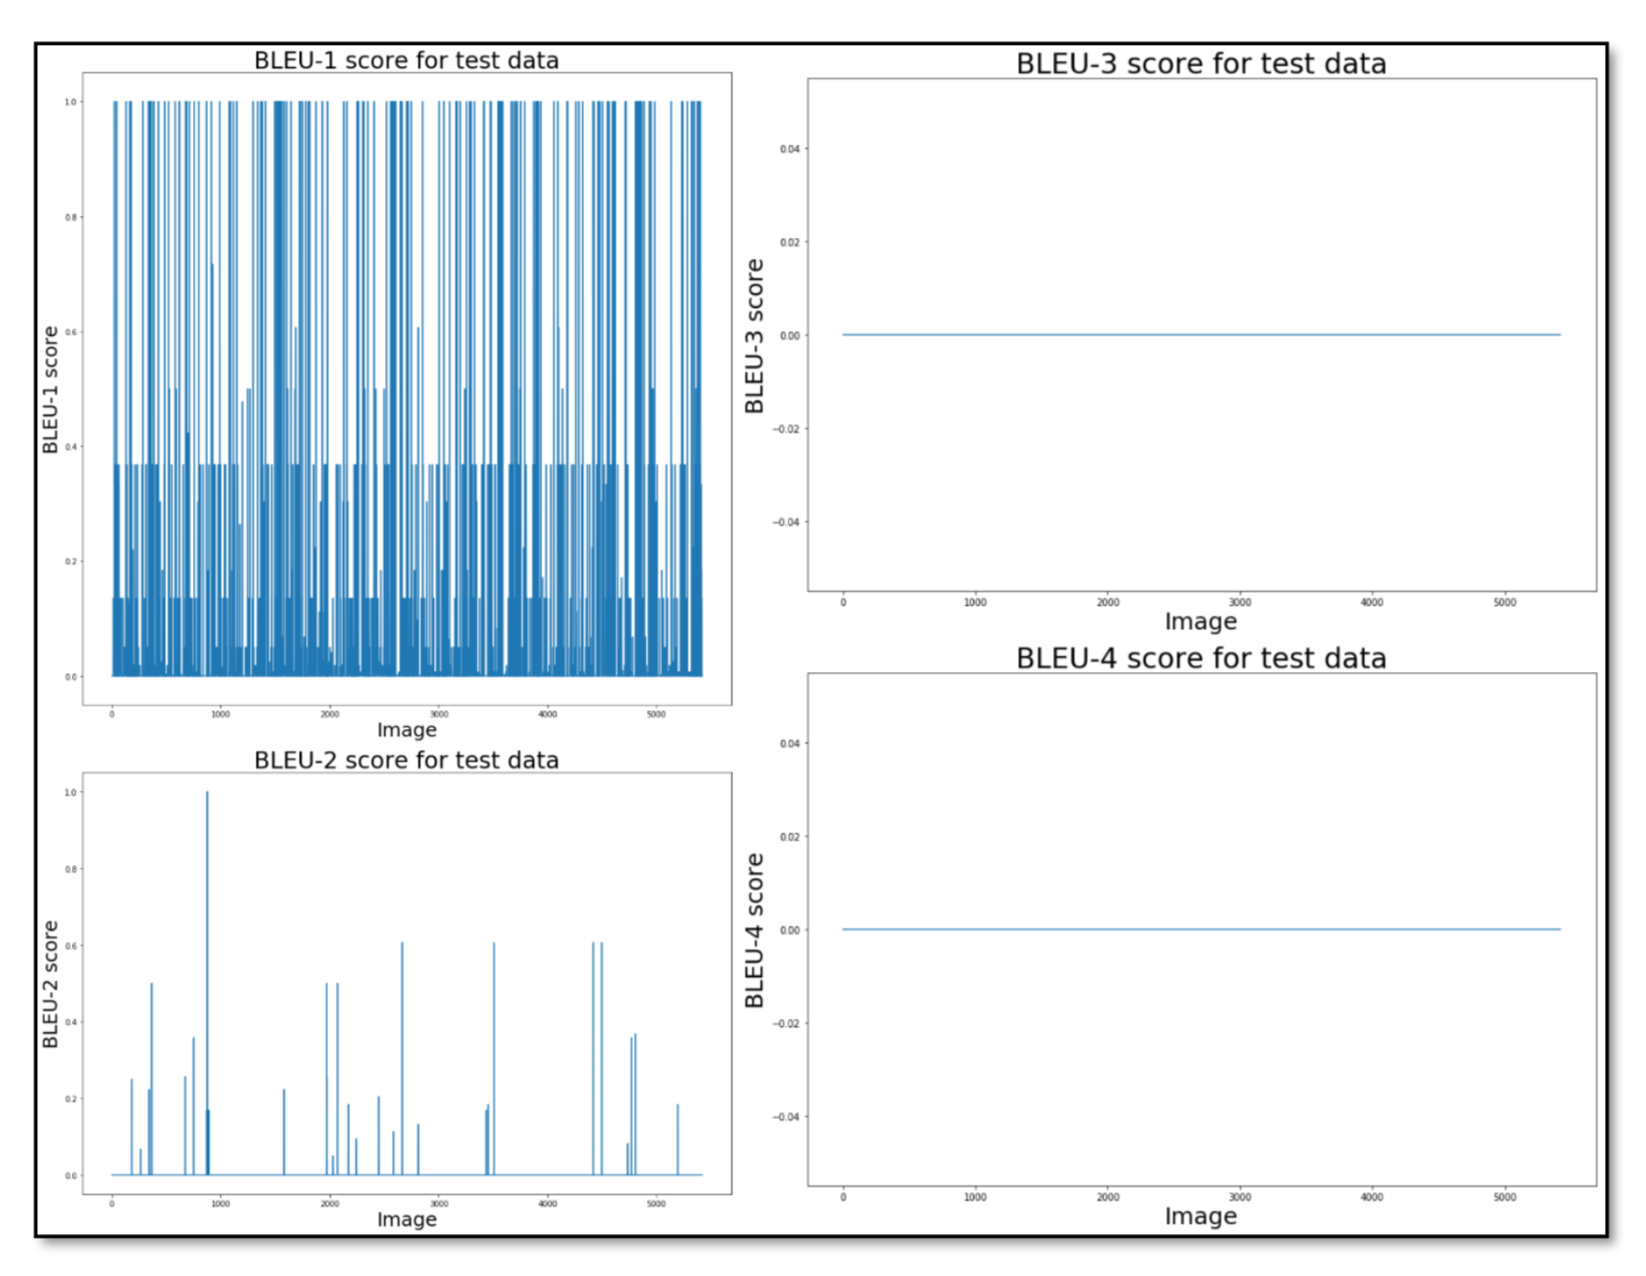 BLEU-1 score for test data
BLEU-1 score
1.0
0.8
0.6
0.4
0.2
0.0
0 1000 2000 3000 4000 5000
Image
BLEU-2 score for test data
BLEU-2 score
1.0
0.8
0.6
0.4
0.2
0.0
0 1000 2000 3000 4000 5000
Image
BLEU-3 score for test data
BLEU-3 score
0.04
0.02
0.00
−0.02
−0.04
0 1000 2000 3000 4000 5000
Image
BLEU-4 score for test data
BLEU-4 score
0.04
0.02
0.00
−0.02
−0.04
0 1000 2000 3000 4000 5000
Image